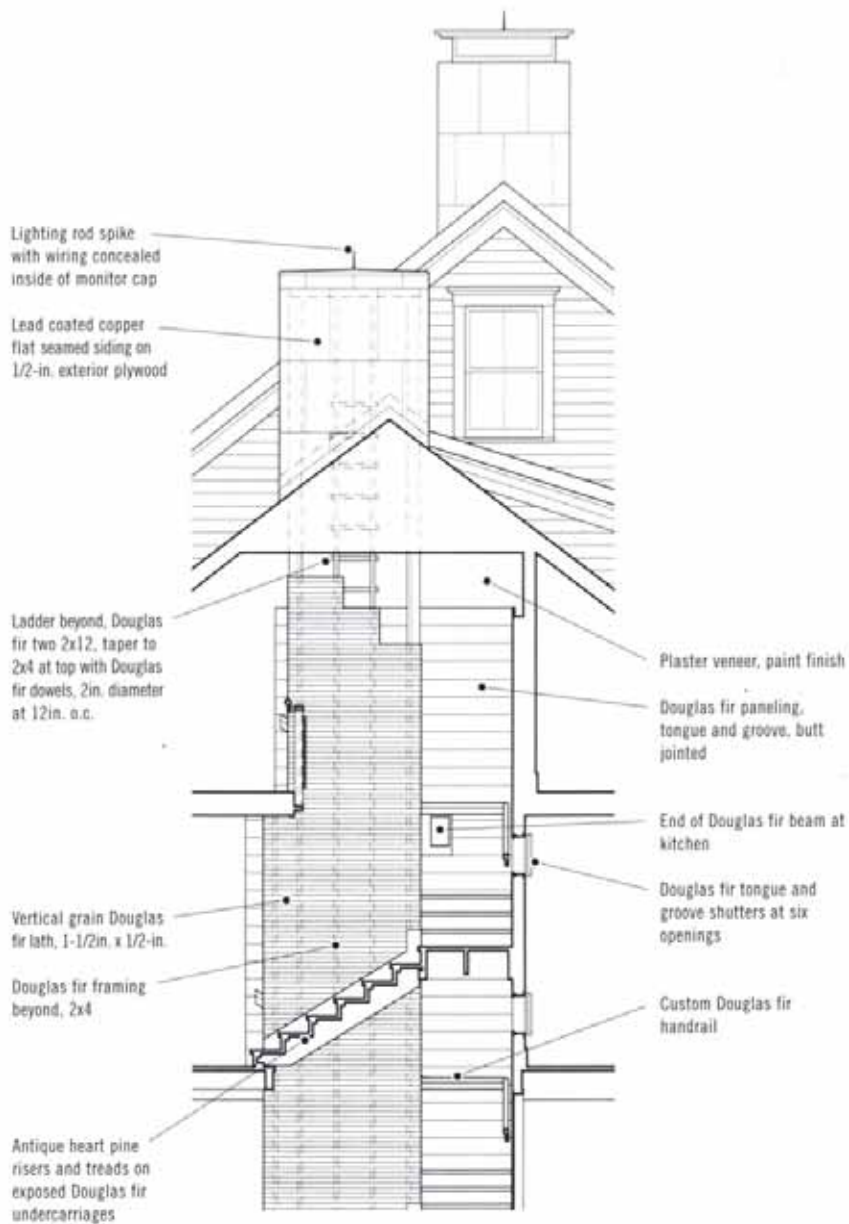 Lighting rod spike
with wiring concealed
inside of monitor cap
Lead coated copper
flat seamed siding on
1/2-in. exterior plywood
Ladder beyond, Douglas
fir two 2x12, taper to
2x4 at top with Douglas
fir dowels, 2in. diameter
at 12in. o.c.
Vertical grain Douglas
fir lath, 1-1/2in. x 1/2-in.
Douglas fir framing
beyond, 2x4
Antique heart pine
risers and treads on
exposed Douglas fir
undercarriages
Plaster veneer, paint finish
Douglas fir paneling,
tongue and groove, butt
jointed
End of Douglas fir beam at
kitchen
Douglas fir tongue and
groove shutters at six
openings
Custom Douglas fir
handrail